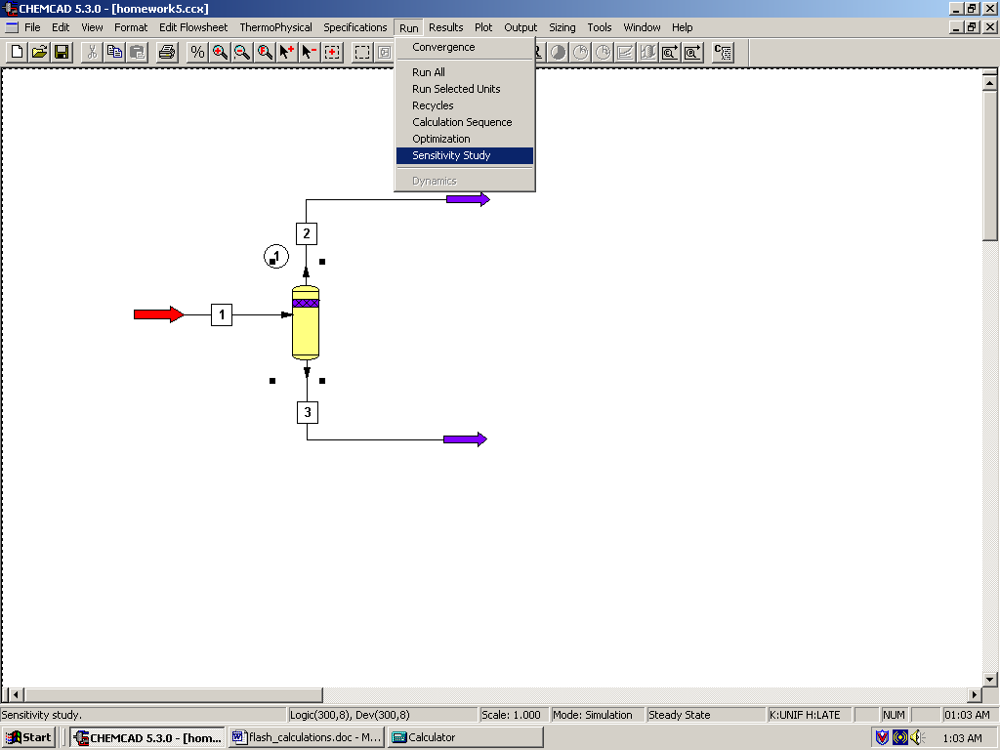 CHEMCAD 5.3.0 - [homework5.ccx]
File Edit View Format Edit Flowsheet ThermoPhysical Specifications Run Results Plot Output Sizing Tools Window Help
%
Convergence
Run All
Run Selected Units
Recycles
Calculation Sequence
Optimization
Sensitivity Study
Dynamics
2
1
1
3
Sensitivity study. Logic(300,8), Dev(300,8) Scale: 1.000 Mode: Simulation Steady State K:UNIF H:LATE NUM 01:03 AM
Start CHEMCAD 5.3.0 - [hom... flash_calculations.doc - M... Calculator 1:03 AM